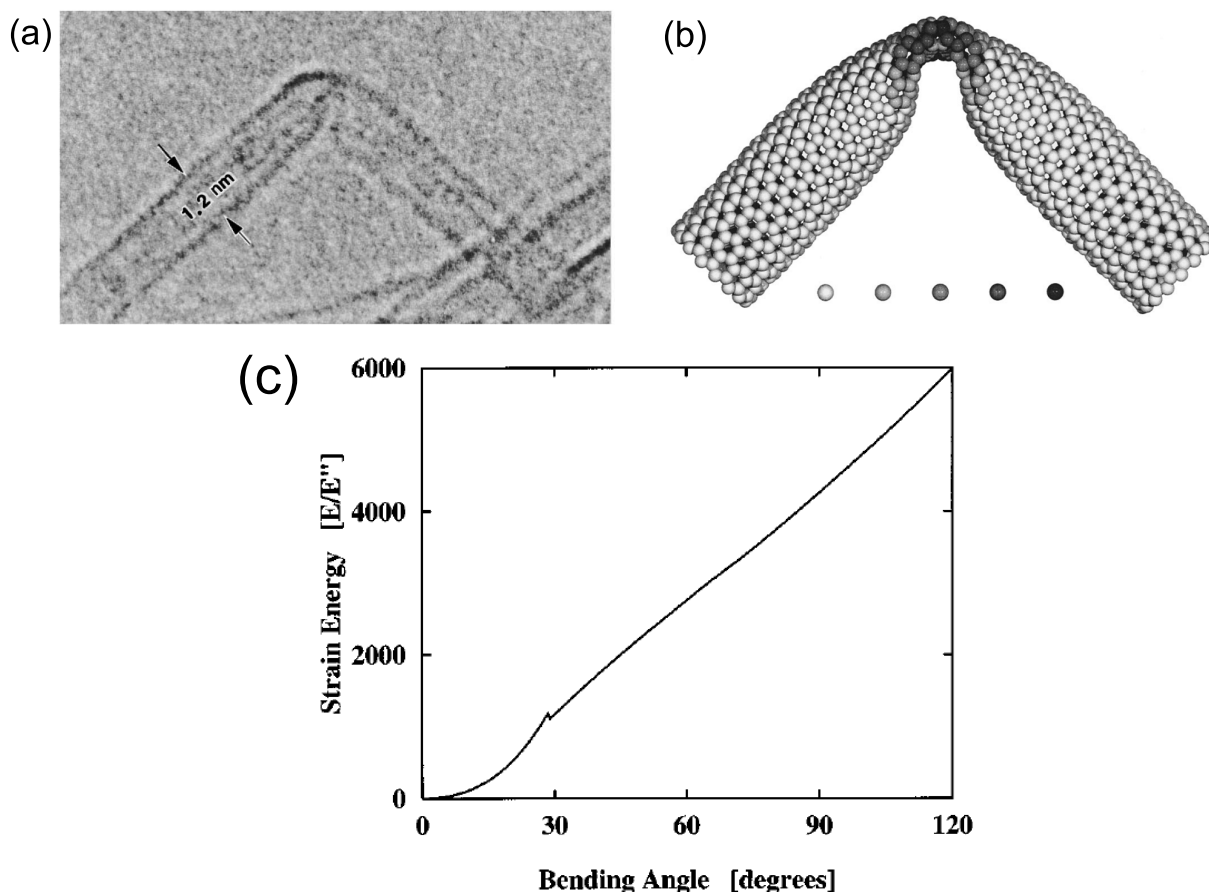 (a)
1.2 nm
(b)
(c)
6000
4000
2000
0
Strain Energy [E/E"]
0 30 60 90 120
Bending Angle [degrees]